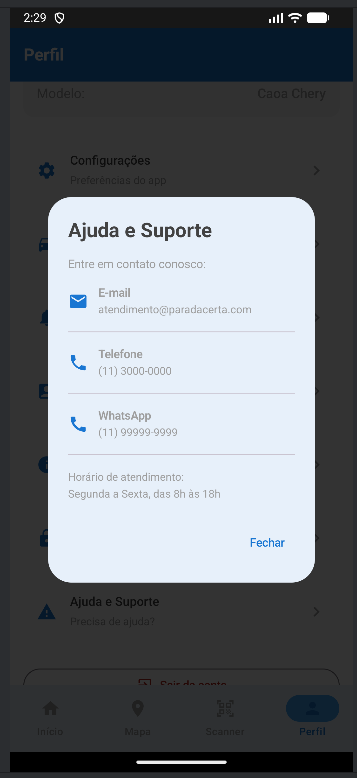 2:29
Perfil
Modelo:
Caoa Chery
Configurações
Preferências do app
Ajuda e Suporte
Entre em contato conosco:
E-mail
atendimento@paradacerta.com
Telefone
(11) 3000-0000
WhatsApp
(11) 99999-9999
Horário de atendimento:
Segunda a Sexta, das 8h às 18h
Fechar
Ajuda e Suporte
Precisa de ajuda?
Sair da conta
Início
Mapa
Scanner
Perfil